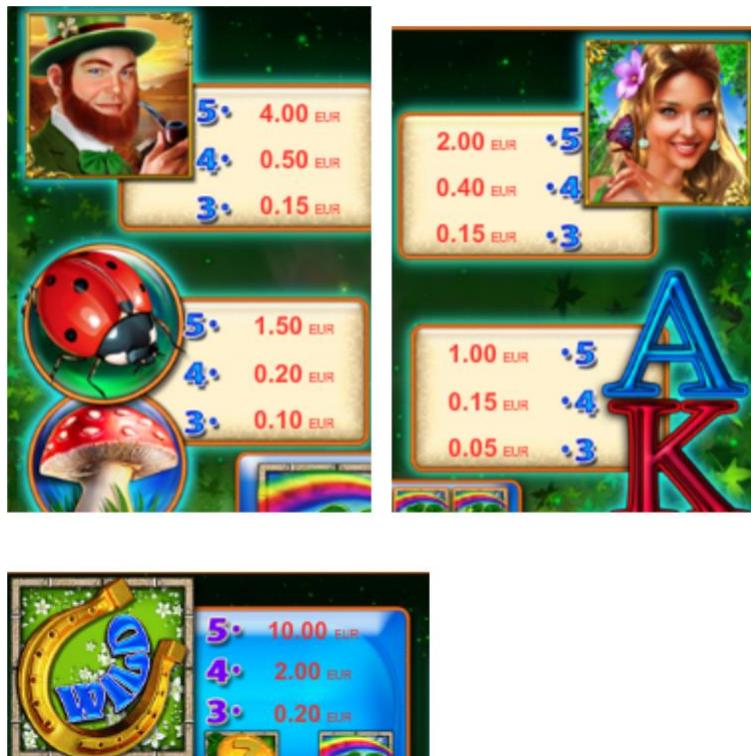 5• 4.00 EUR
4• 0.50 EUR
3• 0.15 EUR
5• 1.50 EUR
4• 0.20 EUR
3• 0.10 EUR
2.00 EUR •5
0.40 EUR •4
0.15 EUR •3
1.00 EUR •5
0.15 EUR •4
0.05 EUR •3
A
K
WILD
5• 10.00 EUR
4• 2.00 EUR
3• 0.20 EUR